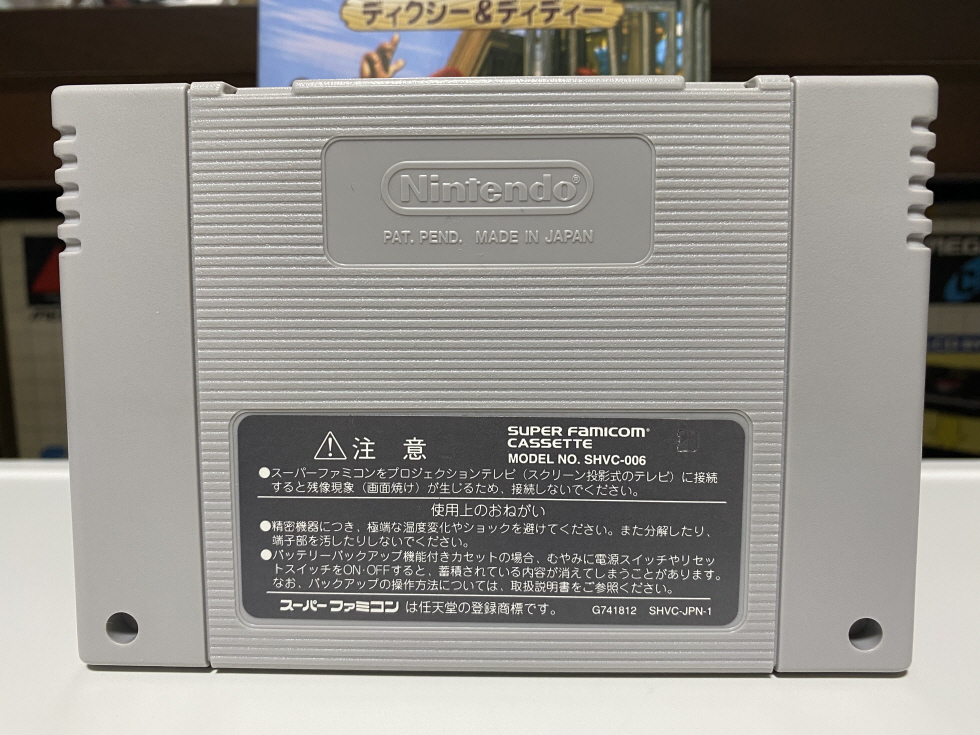 ディクシー&ディディー
Nintendo®
PAT. PEND. MADE IN JAPAN
⚠注 意
SUPER FAMICOM®
CASSETTE
MODEL NO. SHVC-006
●スーパーファミコンをプロジェクションテレビ(スクリーン投影式のテレビ)に接続
すると残像現象(画面焼け)が生じるため、接続しないでください。
使用上のおねがい
●精密機器につき、極端な温度変化やショックを避けてください。また分解したり、
端子部を汚したりしないでください。
●バッテリーバックアップ機能付きカセットの場合、むやみに電源スイッチやリセッ
トスイッチをON・OFFすると、蓄積されている内容が消えてしまうことがあります。
なお、バックアップの操作方法については、取扱説明書をご参照ください。
スーパーファミコン は任天堂の登録商標です。 G741812 SHVC-JPN-1